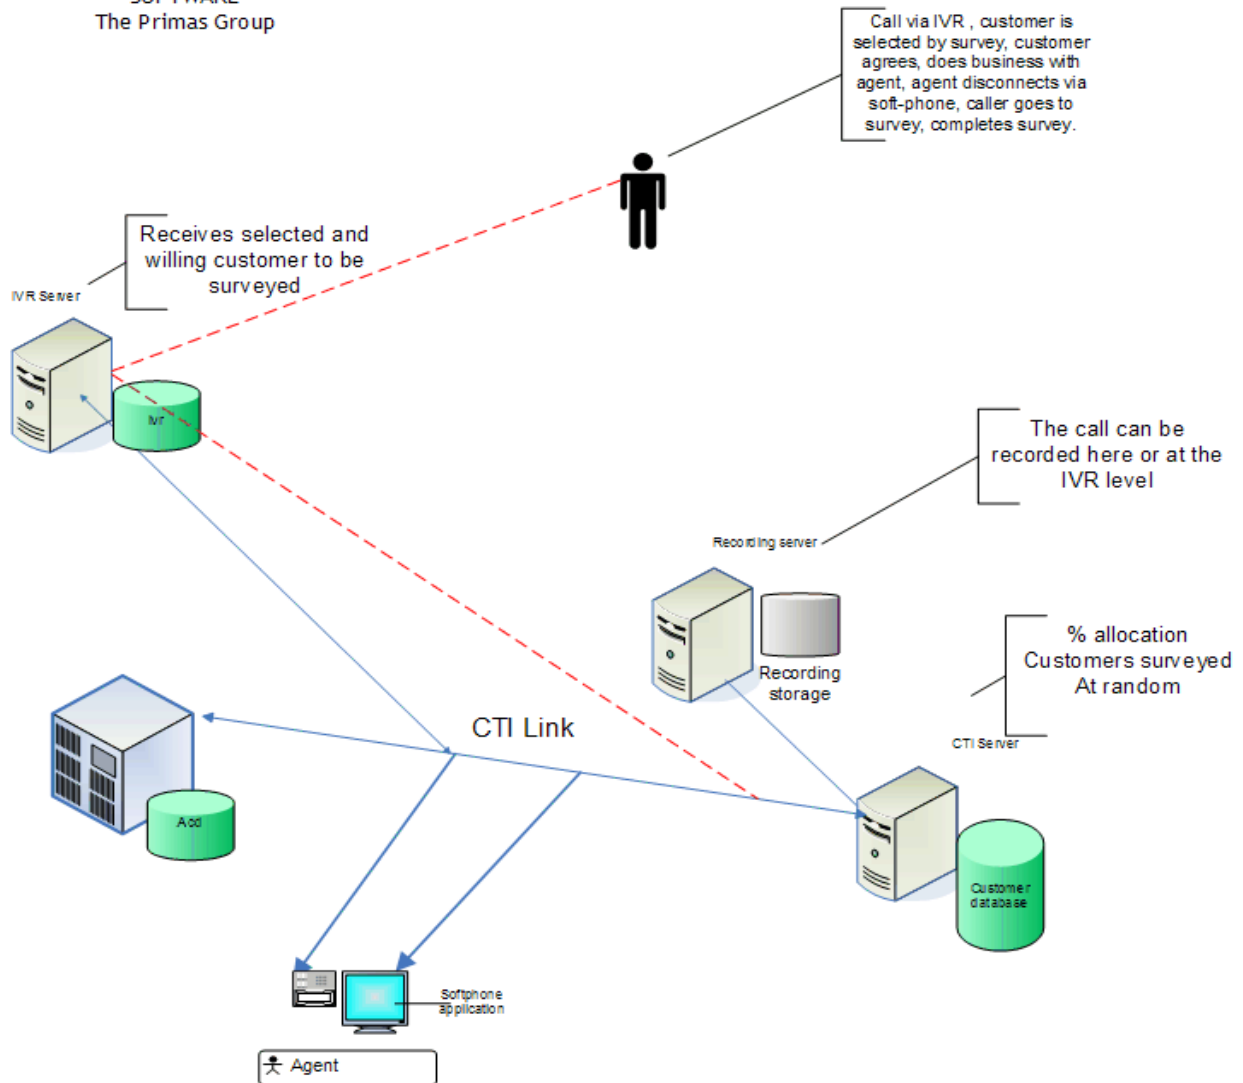 SOFTWARE
The Primas Group
Call via IVR , customer is
selected by survey, customer
agrees, does business with
agent, agent disconnects via
soft-phone, caller goes to
survey, completes survey.
Receives selected and
willing customer to be
surveyed
IVR Server
Ivr
The call can be
recorded here or at the
IVR level
Recording server
Recording
storage
% allocation
Customers surveyed
At random
CTI Server
CTI Link
Acd
Customer
database
Softphone
application
Agent